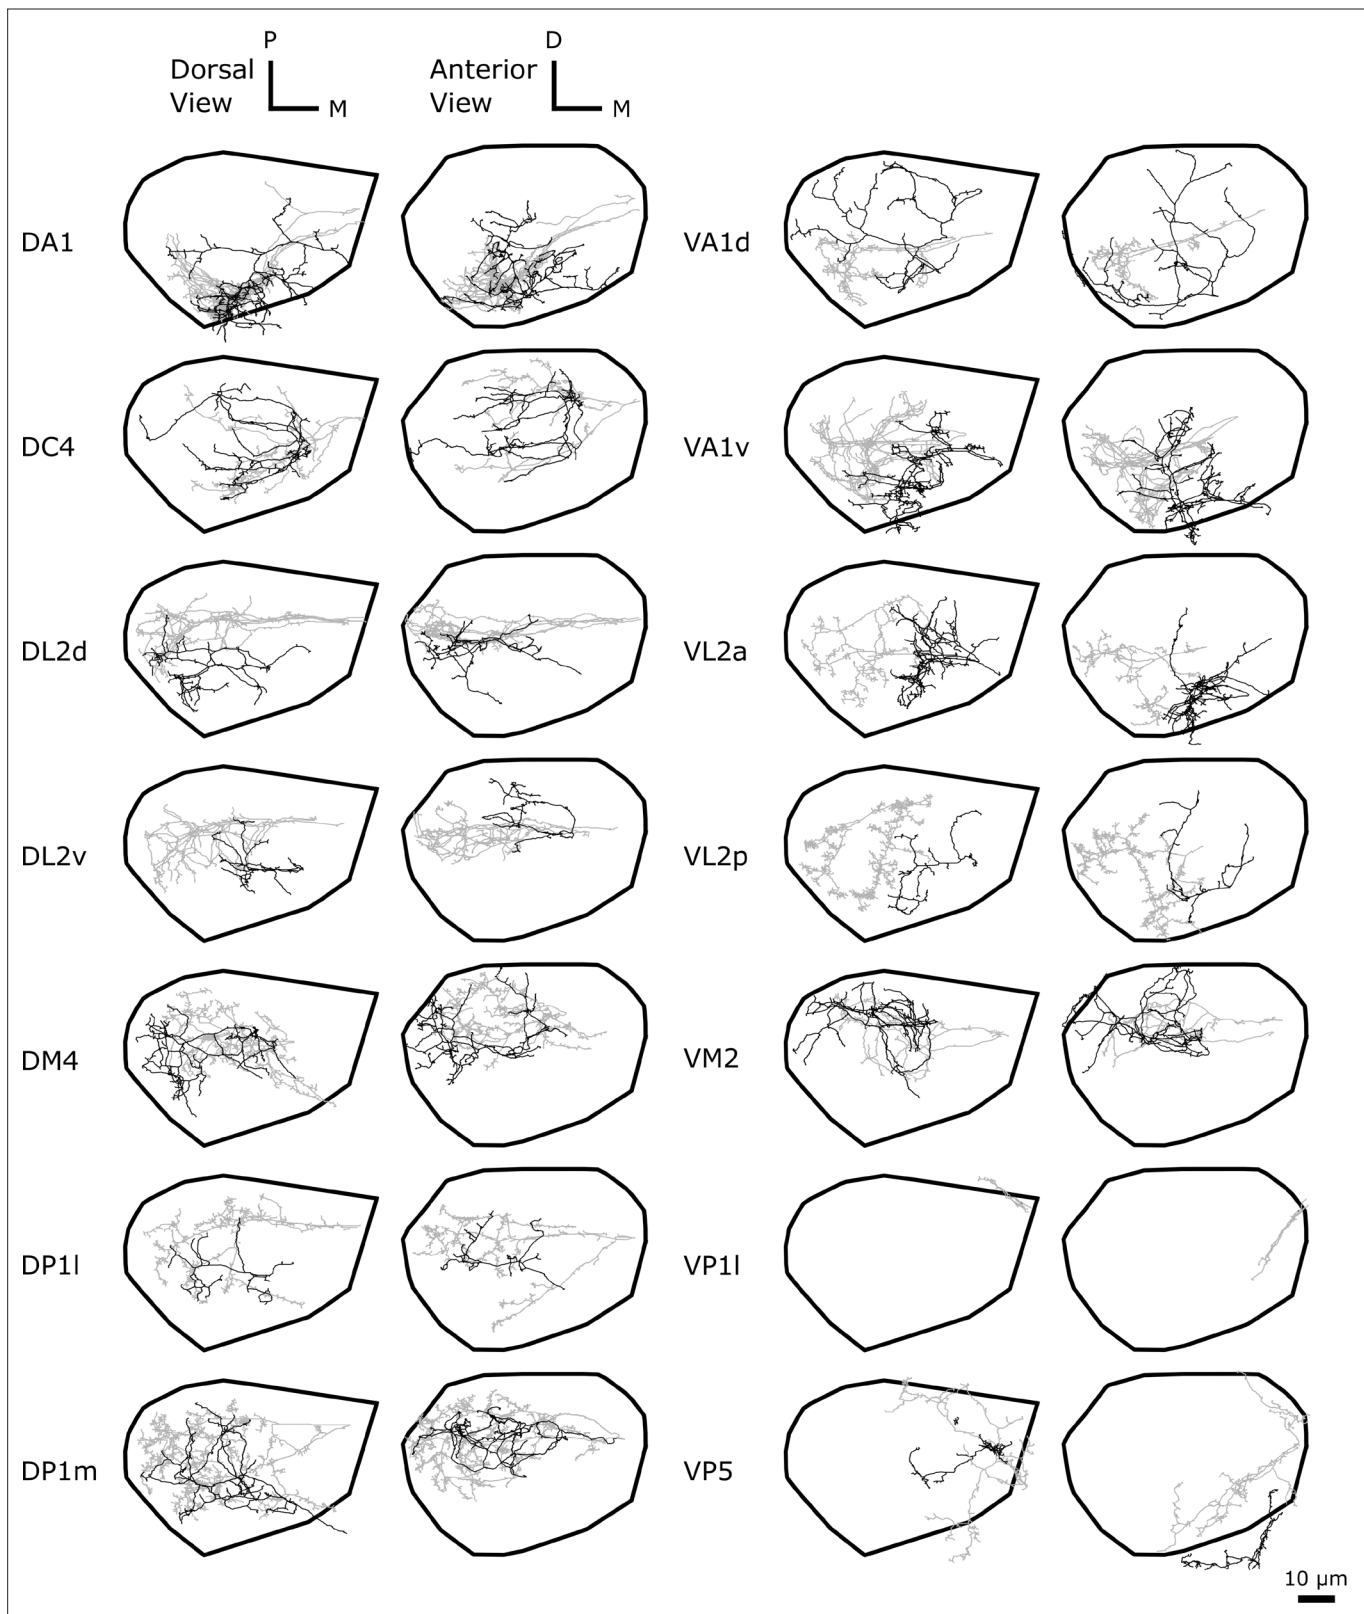 P
D
Dorsal
View
M
Anterior
View
M
DA1
VA1d
DC4
VA1v
DL2d
VL2a
DL2v
VL2p
DM4
VM2
DP1l
VP1l
DP1m
VP5
10 µm